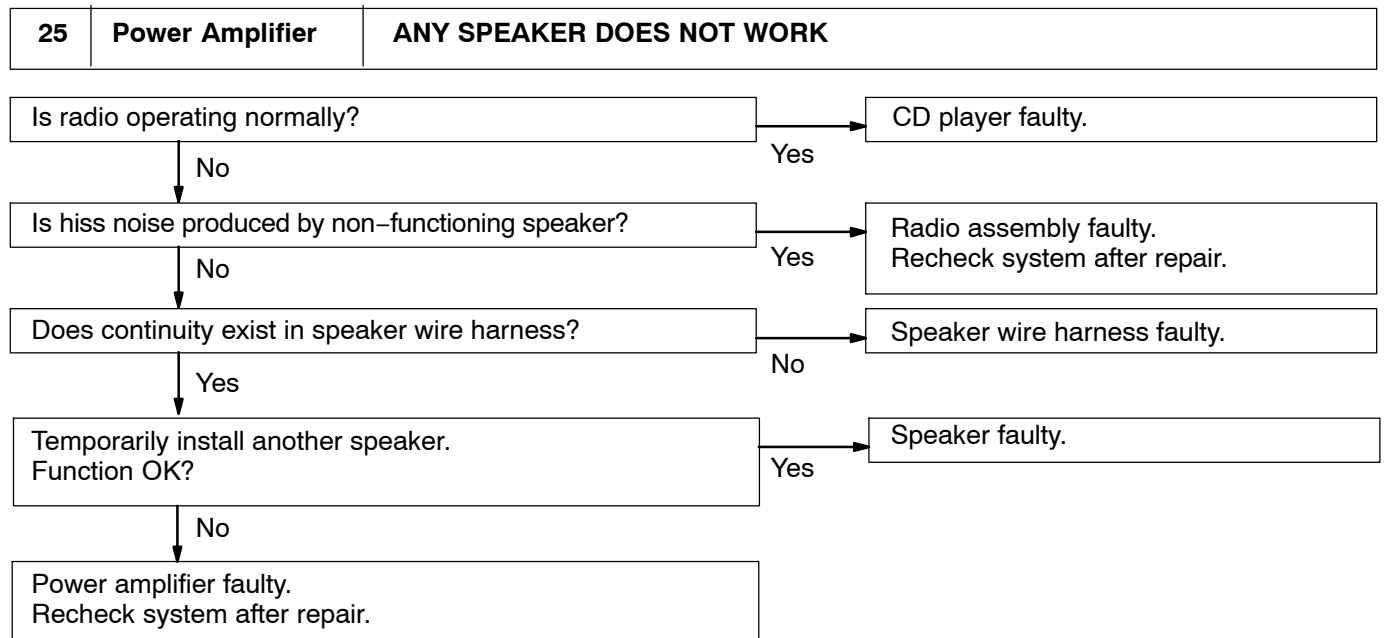 25 Power Amplifier ANY SPEAKER DOES NOT WORK
Is radio operating normally?
Yes
CD player faulty.
No
Is hiss noise produced by non−functioning speaker?
Yes
Radio assembly faulty.
Recheck system after repair.
No
Does continuity exist in speaker wire harness?
No
Speaker wire harness faulty.
Yes
Temporarily install another speaker.
Function OK?
Yes
Speaker faulty.
No
Power amplifier faulty.
Recheck system after repair.